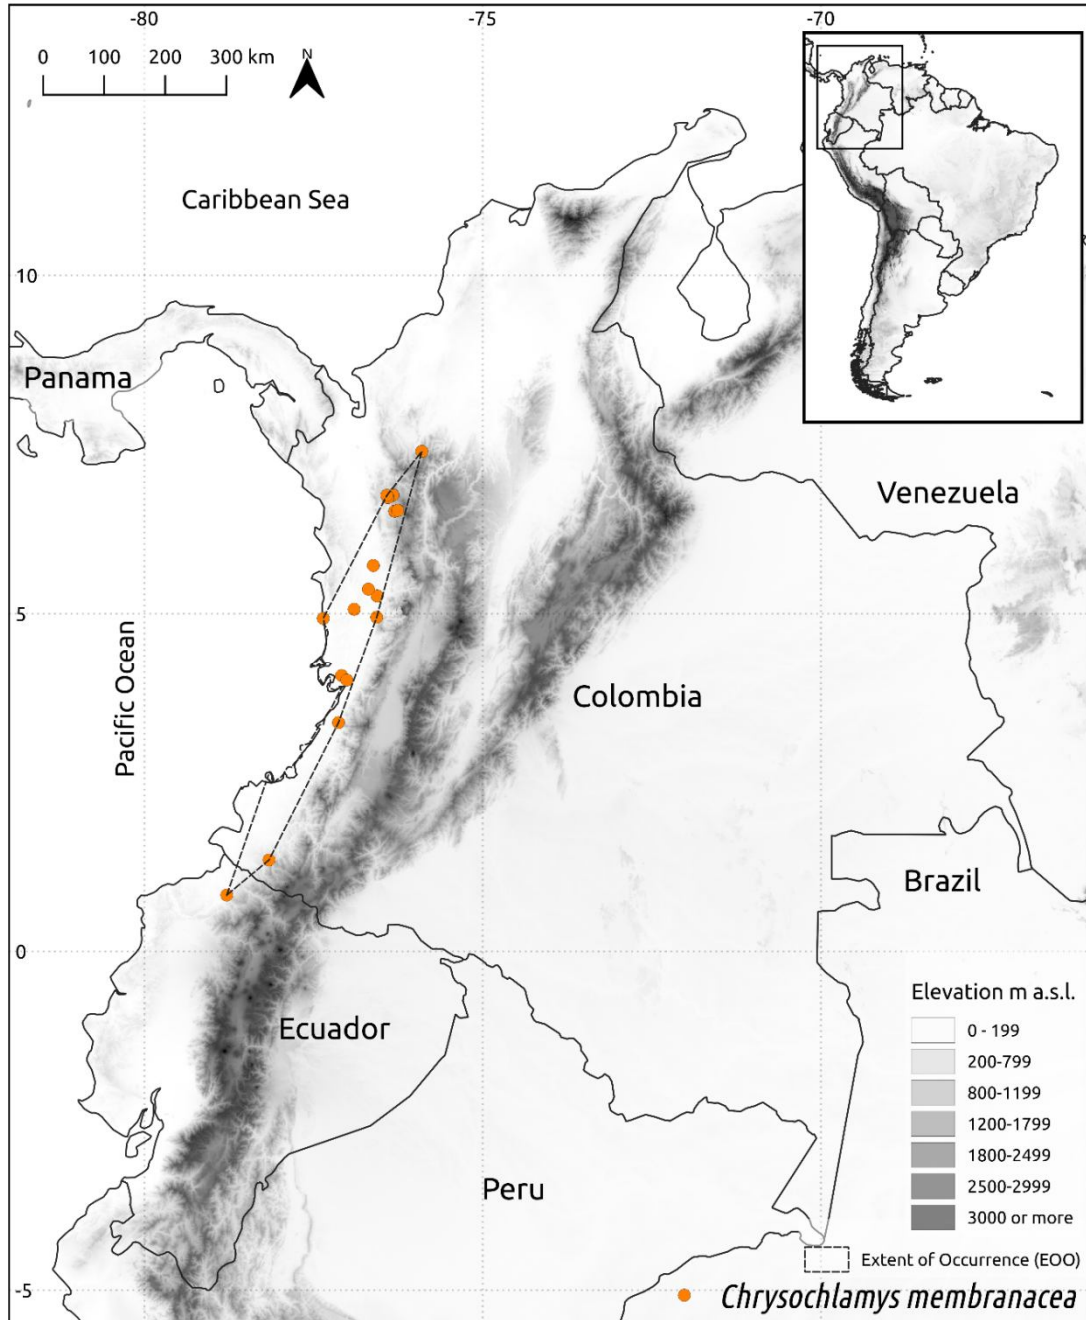 -80 -75 -70
0 100 200 300 km
N
Caribbean Sea
10
Panama
Venezuela
5
Pacific Ocean
Colombia
Brazil
0
Ecuador
Peru
-5
Elevation m a.s.l.
0 - 199
200-799
800-1199
1200-1799
1800-2499
2500-2999
3000 or more
Extent of Occurrence (EOO)
Chrysochlamys membranacea